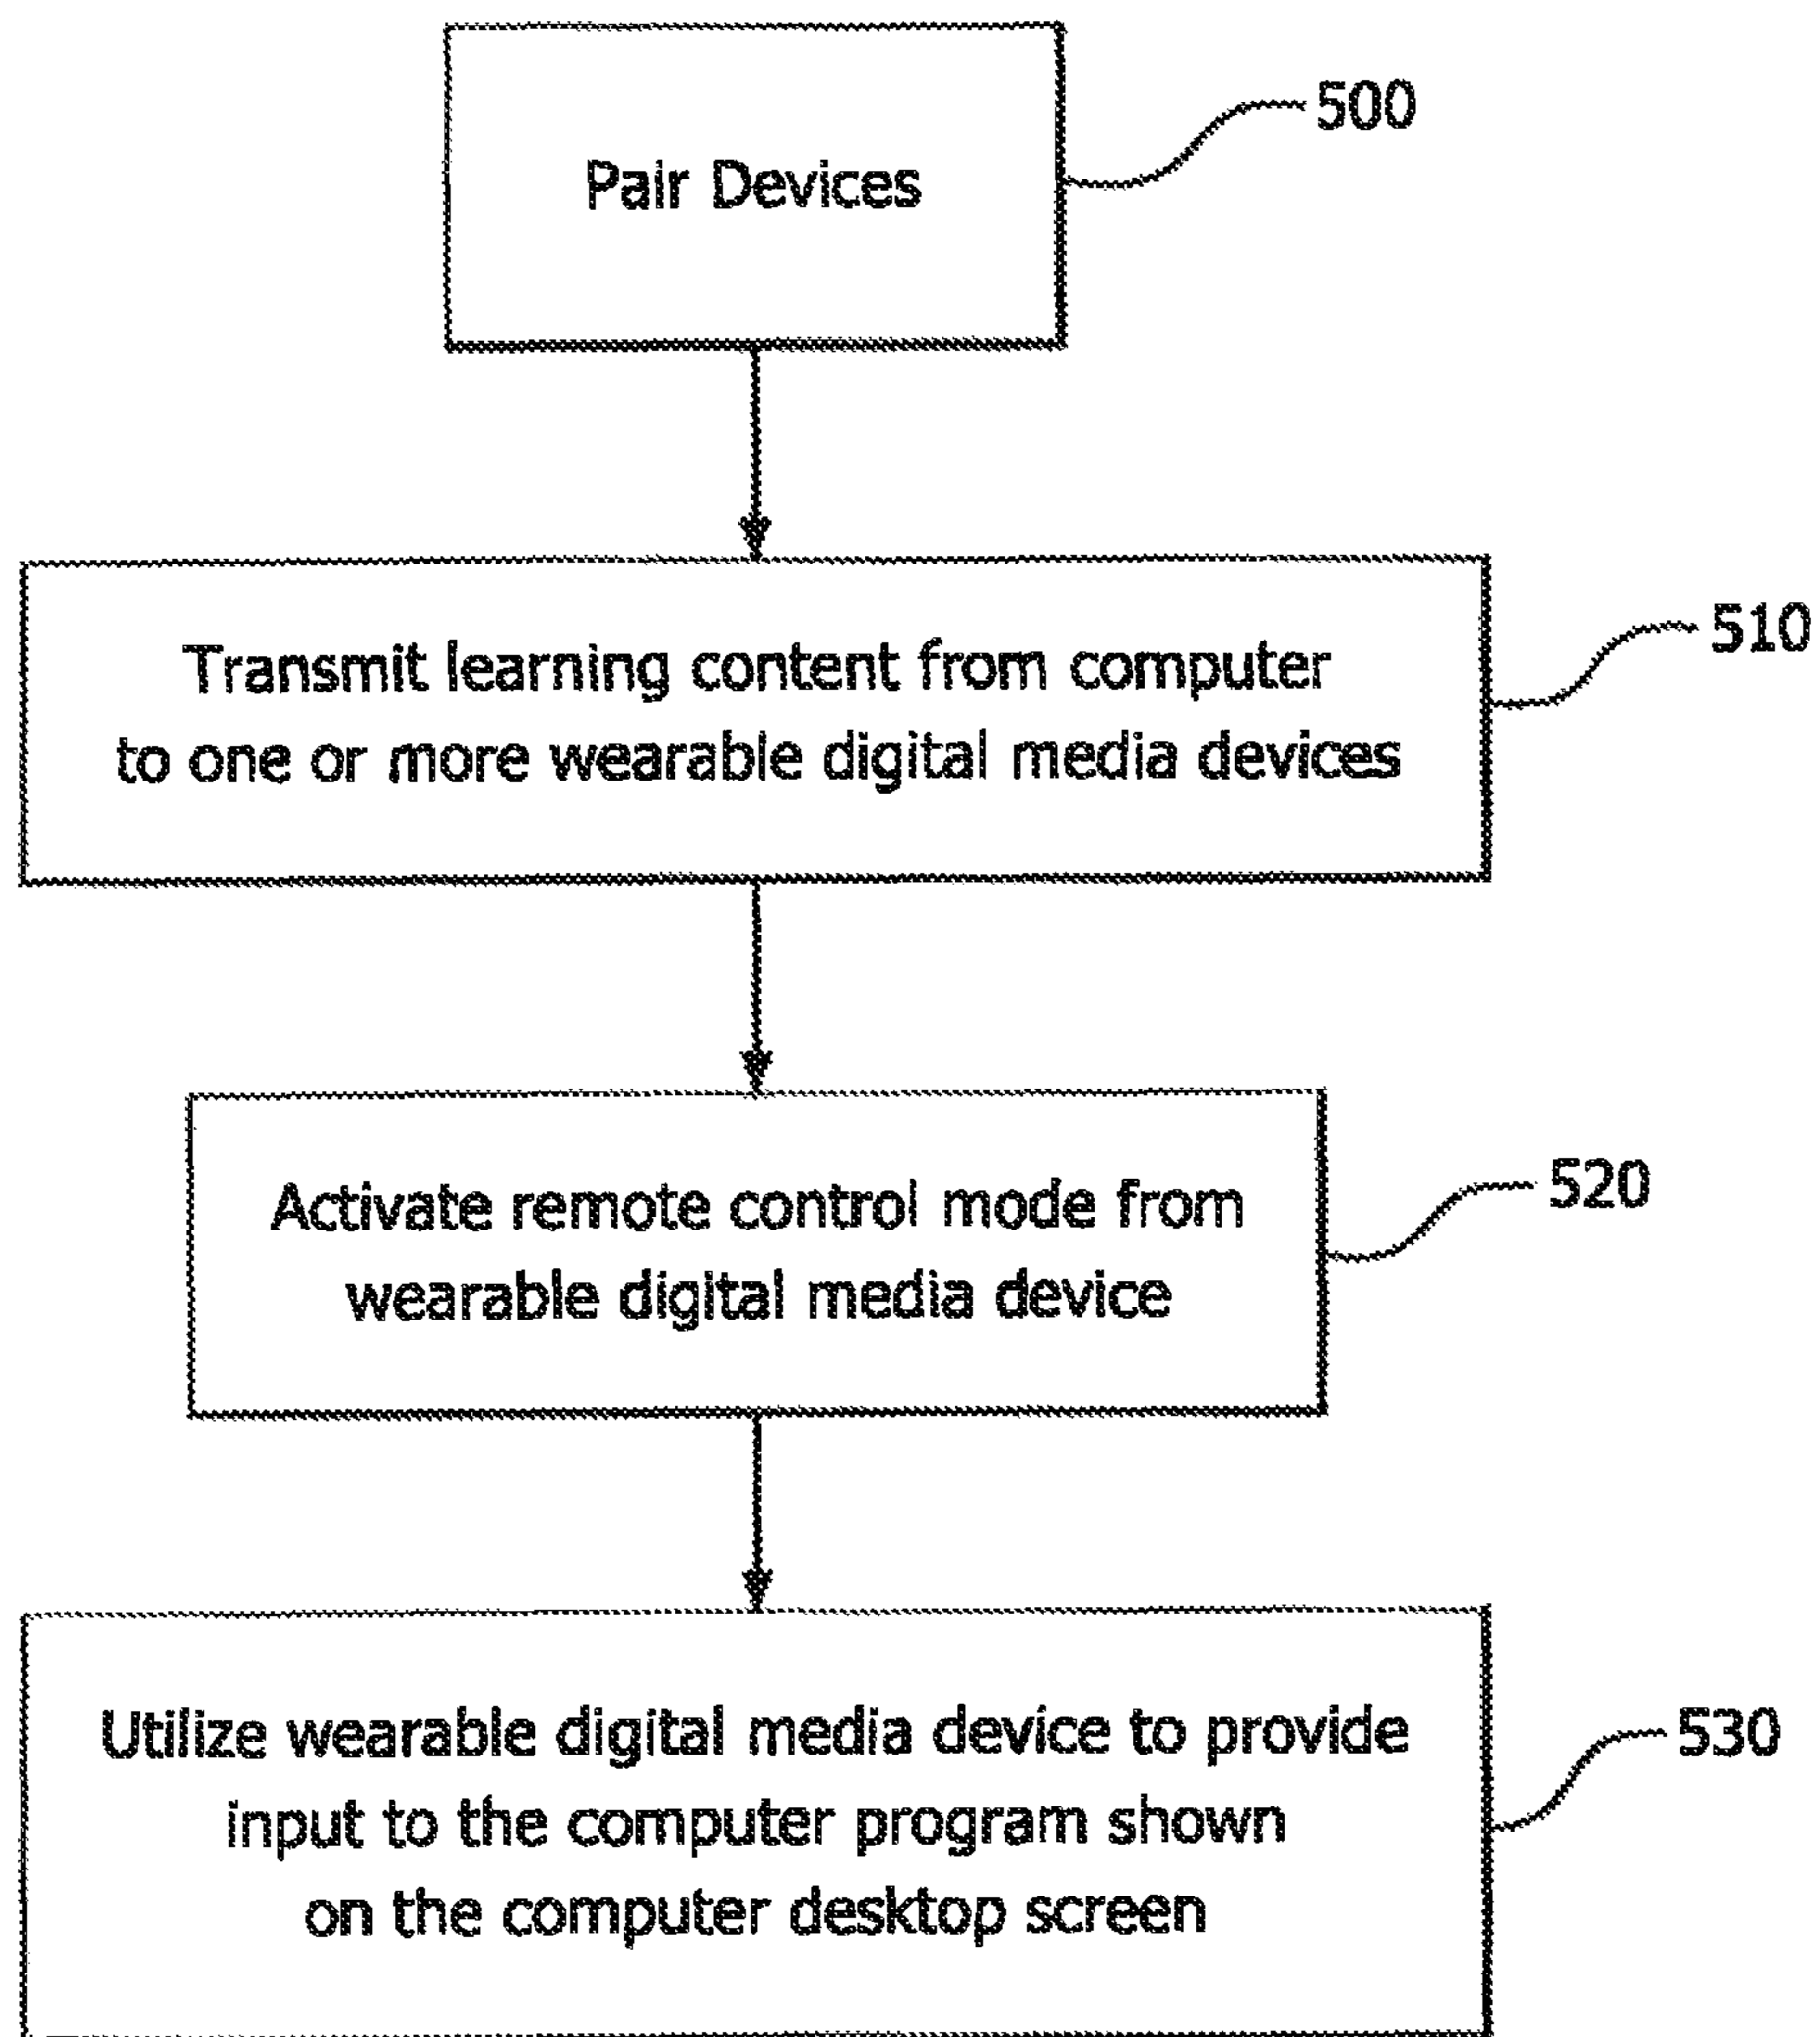 Pair Devices
500
Transmit learning content from computer
to one or more wearable digital media devices
510
Activate remote control mode from
wearable digital media device
520
Utilize wearable digital media device to provide
input to the computer program shown
on the computer desktop screen
530